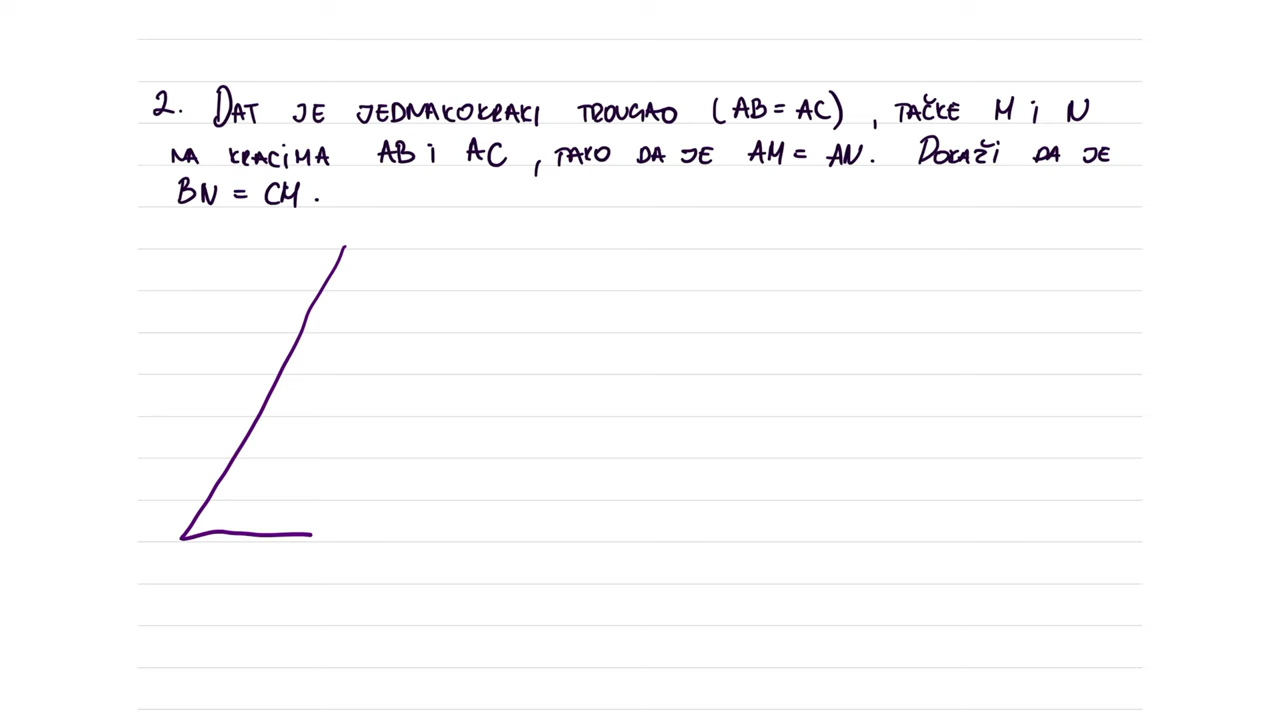 2. DAT JE JEDNAKOKRAKI TROUGAO (AB = AC), TAČKE M i N
NA KRACIMA AB i AC, TAKO DA JE AM = AN. DOKAŽI DA JE
BN = CM.